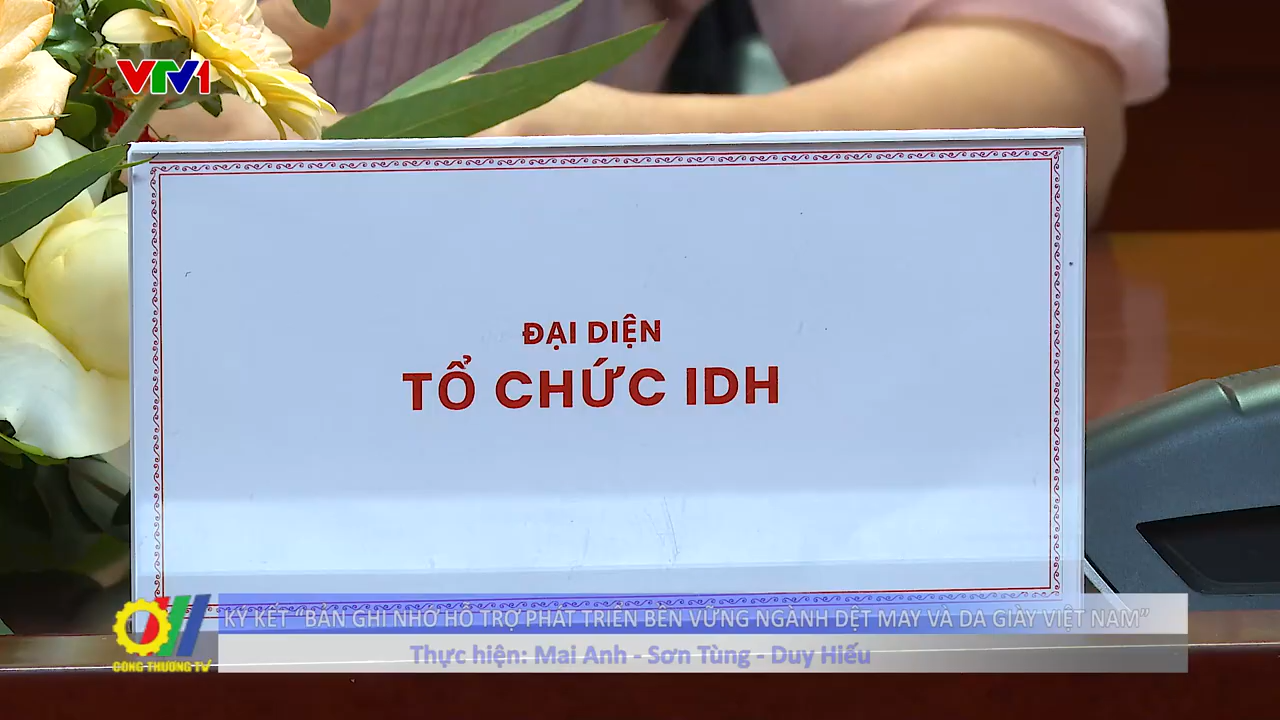 VTV1
ĐẠI DIỆN
TỔ CHỨC IDH
KÝ KẾT “BẢN GHI NHỚ HỖ TRỢ PHÁT TRIỂN BỀN VỮNG NGÀNH DỆT MAY VÀ DA GIÀY VIỆT NAM”
CÔNG THƯƠNG TV
Thực hiện: Mai Anh - Sơn Tùng - Duy Hiếu